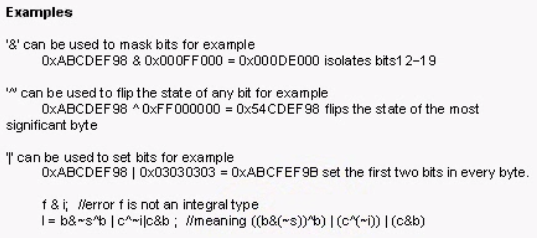 Examples
'&' can be used to mask bits for example
0xABCDEF98 & 0x000FF000 = 0x000DE000 isolates bits12-19
'^' can be used to flip the state of any bit for example
0xABCDEF98 ^ 0xFF000000 = 0x54CDEF98 flips the state of the most
significant byte
'|' can be used to set bits for example
0xABCDEF98 | 0x03030303 = 0xABCFEF9B set the first two bits in every byte.
f & i; //error f is not an integral type
l = b&~s^b | c^~i|c&b ; //meaning ((b&(~s))^b) | (c^(~i)) | (c&b)